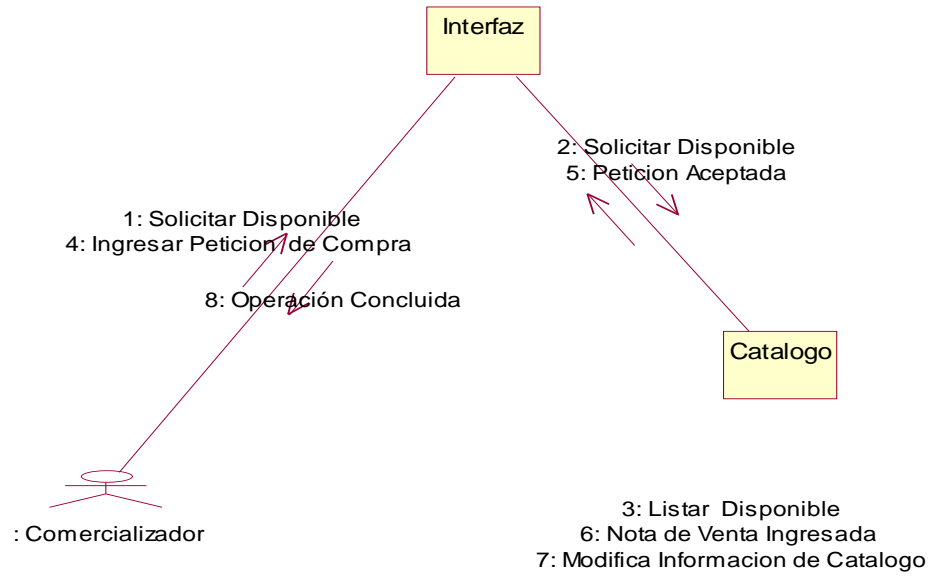 Interfaz
2: Solicitar Disponible
5: Peticion Aceptada
1: Solicitar Disponible
4: Ingresar Peticion de Compra
8: Operación Concluida
Catalogo
: Comercializador
3: Listar Disponible
6: Nota de Venta Ingresada
7: Modifica Informacion de Catalogo